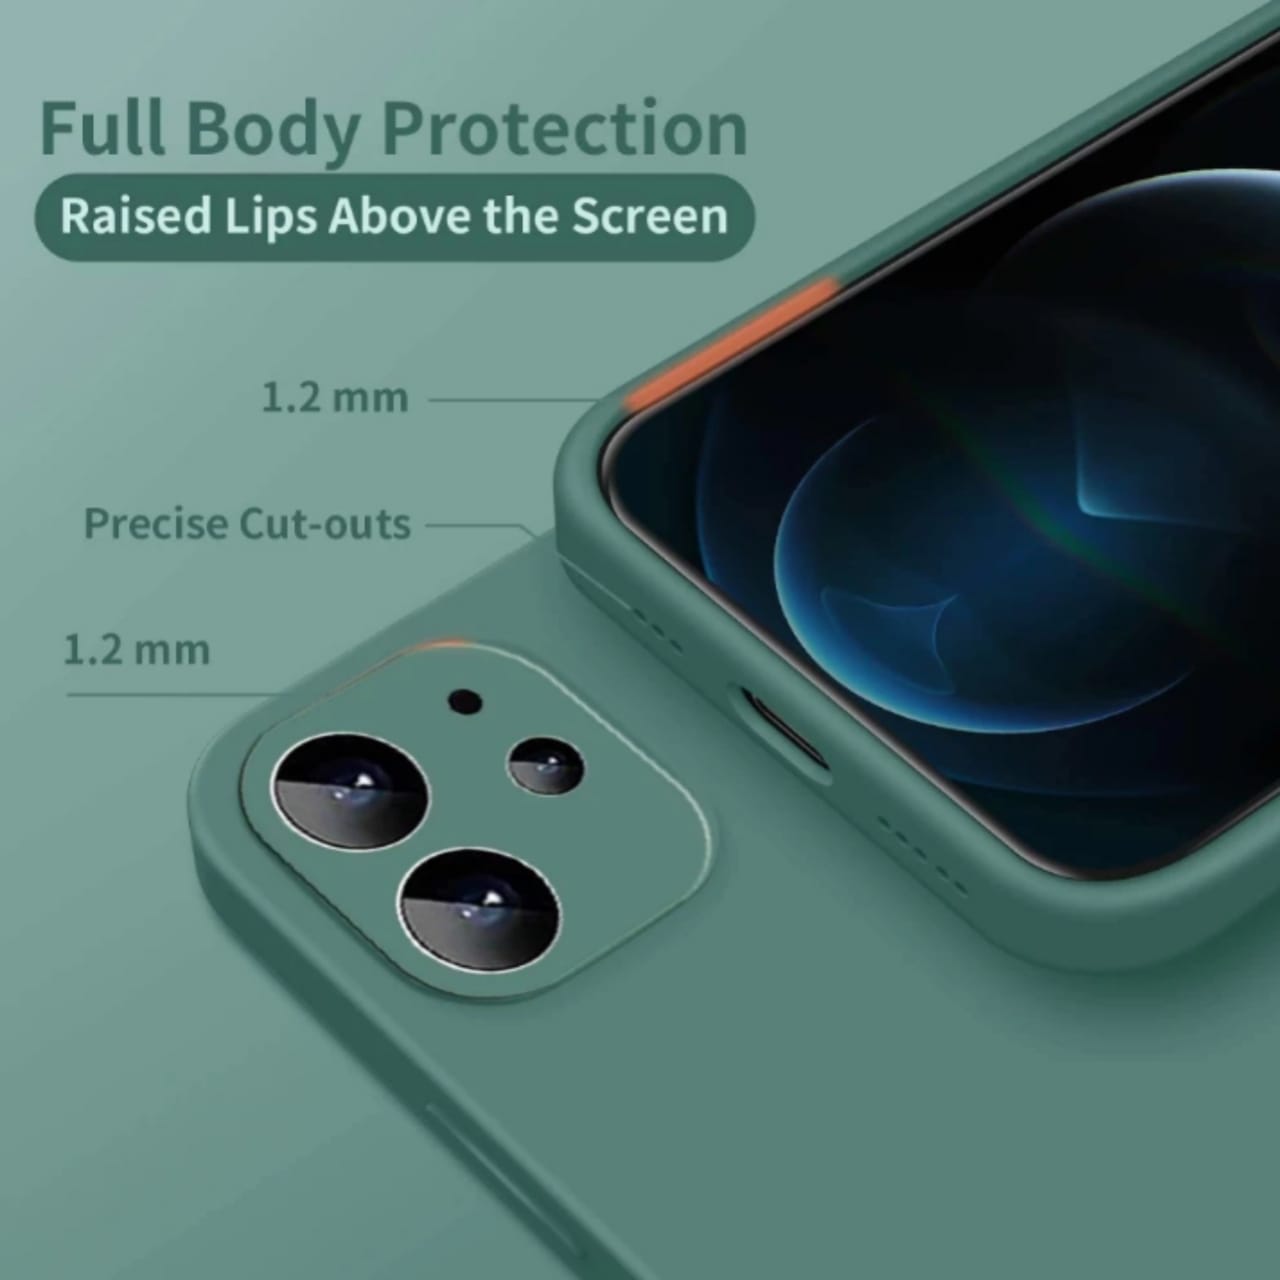 Full Body Protection
Raised Lips Above the Screen
1.2 mm
Precise Cut-outs
1.2 mm